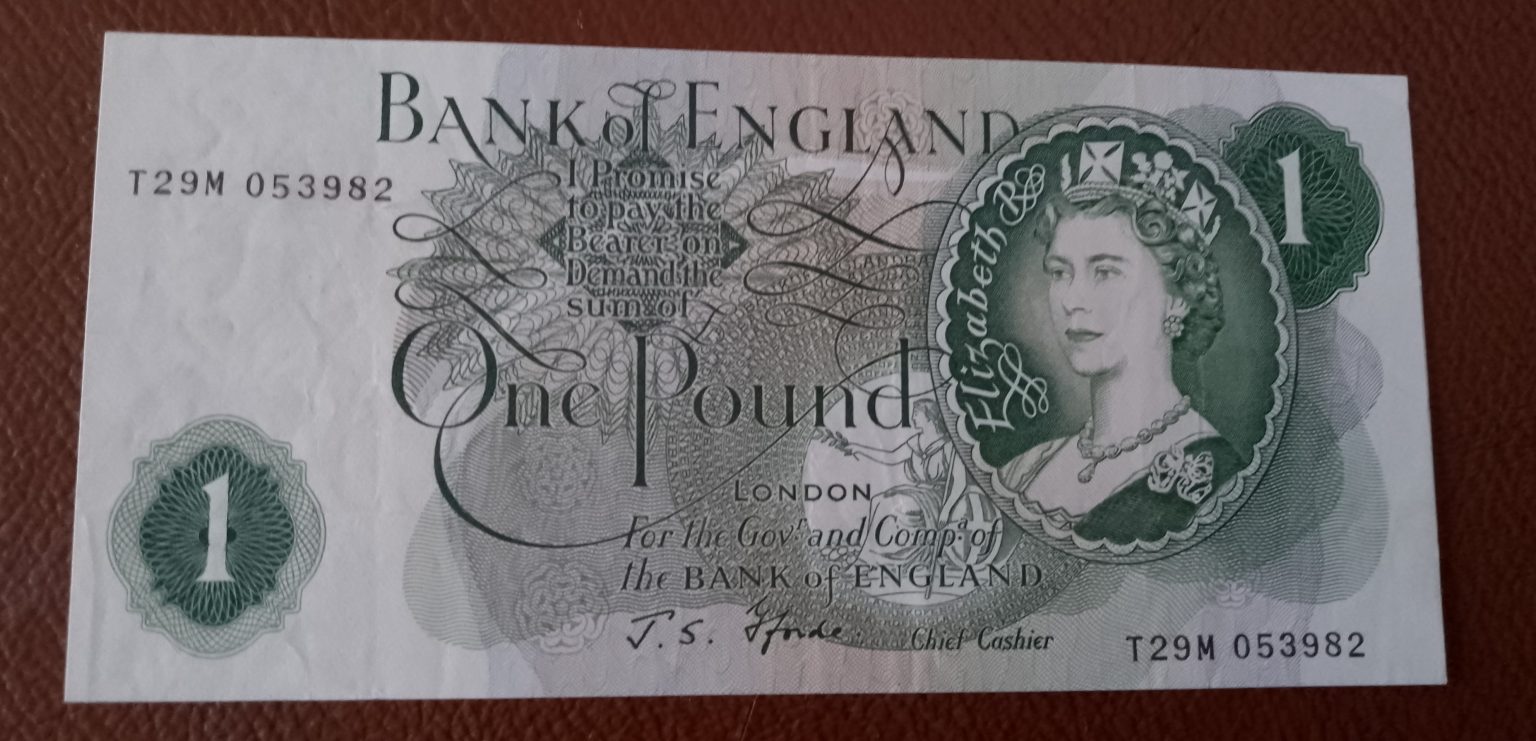 BANK of ENGLAND
T29M 053982
I Promise
to pay the
Bearer on
Demand the
sum of
One Pound
Elizabeth R
1
1
LONDON
For the Govr and Compa of
the BANK of ENGLAND
J. S. Fforde. Chief Cashier
T29M 053982